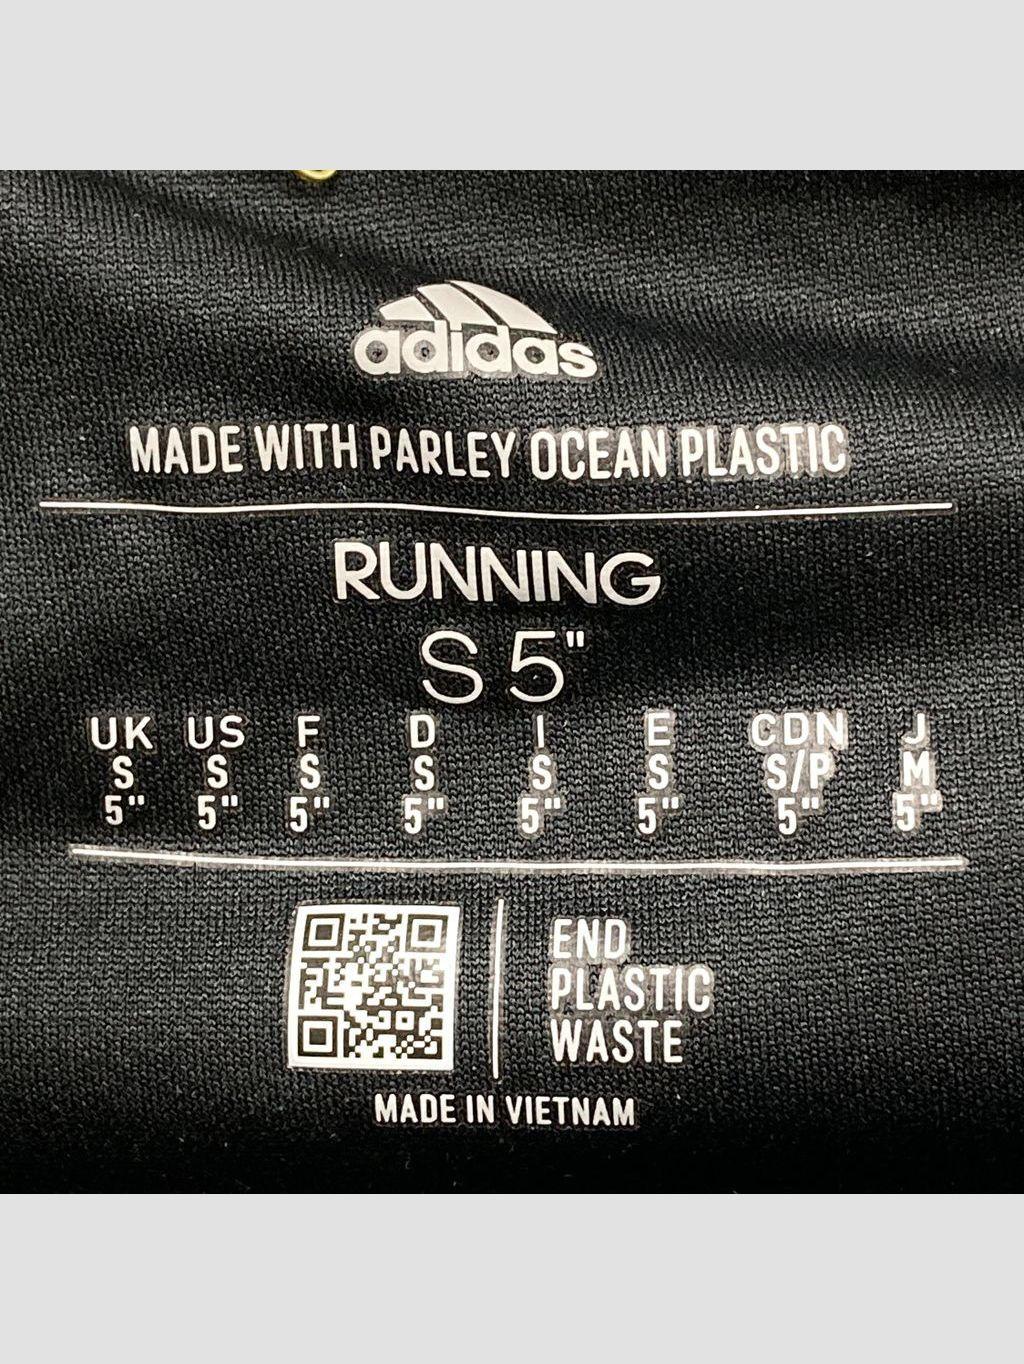 adidas
MADE WITH PARLEY OCEAN PLASTIC
RUNNING
S 5"
UK US F D I E CDN J
S S S S S S S/P M
5" 5" 5" 5" 5" 5" 5" 5"
END
PLASTIC
WASTE
MADE IN VIETNAM